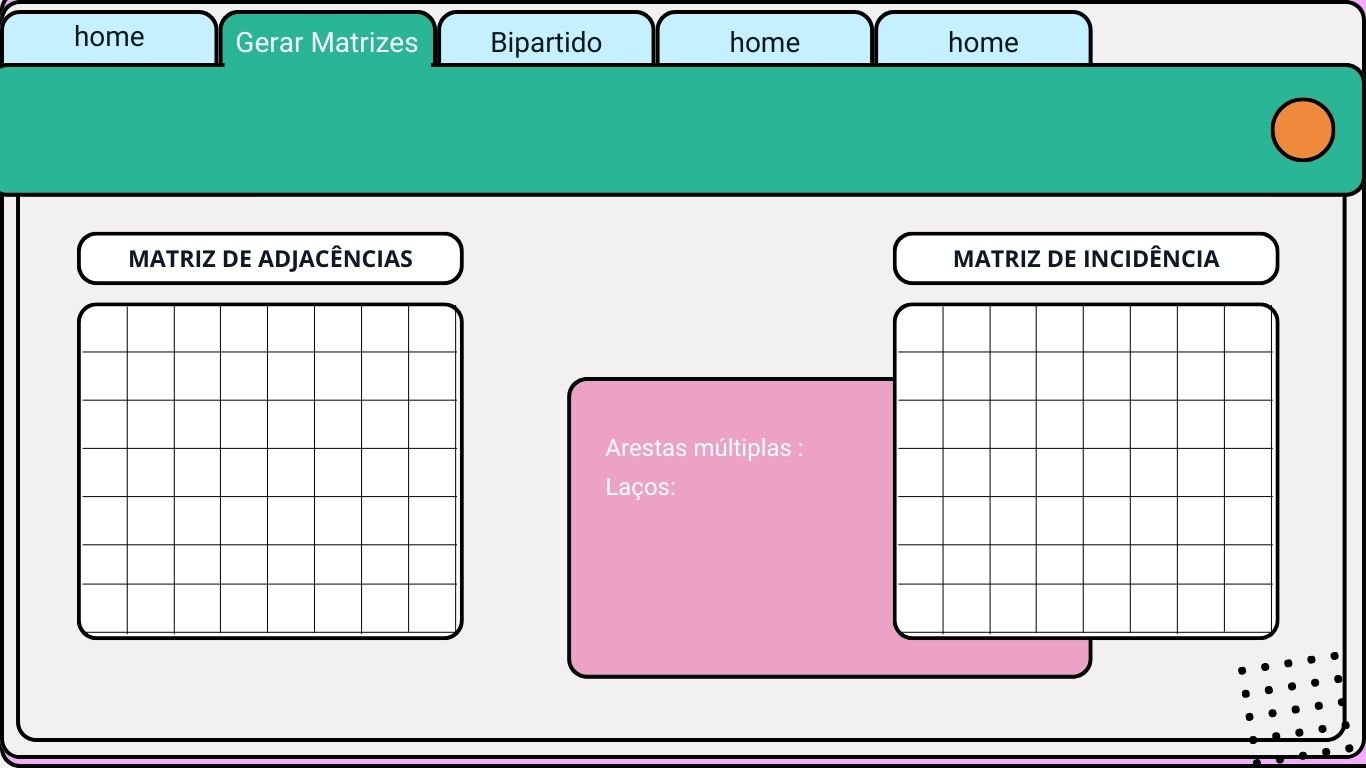 home
Gerar Matrizes
Bipartido
home
home
MATRIZ DE ADJACÊNCIAS
MATRIZ DE INCIDÊNCIA
Arestas múltiplas :
Laços: